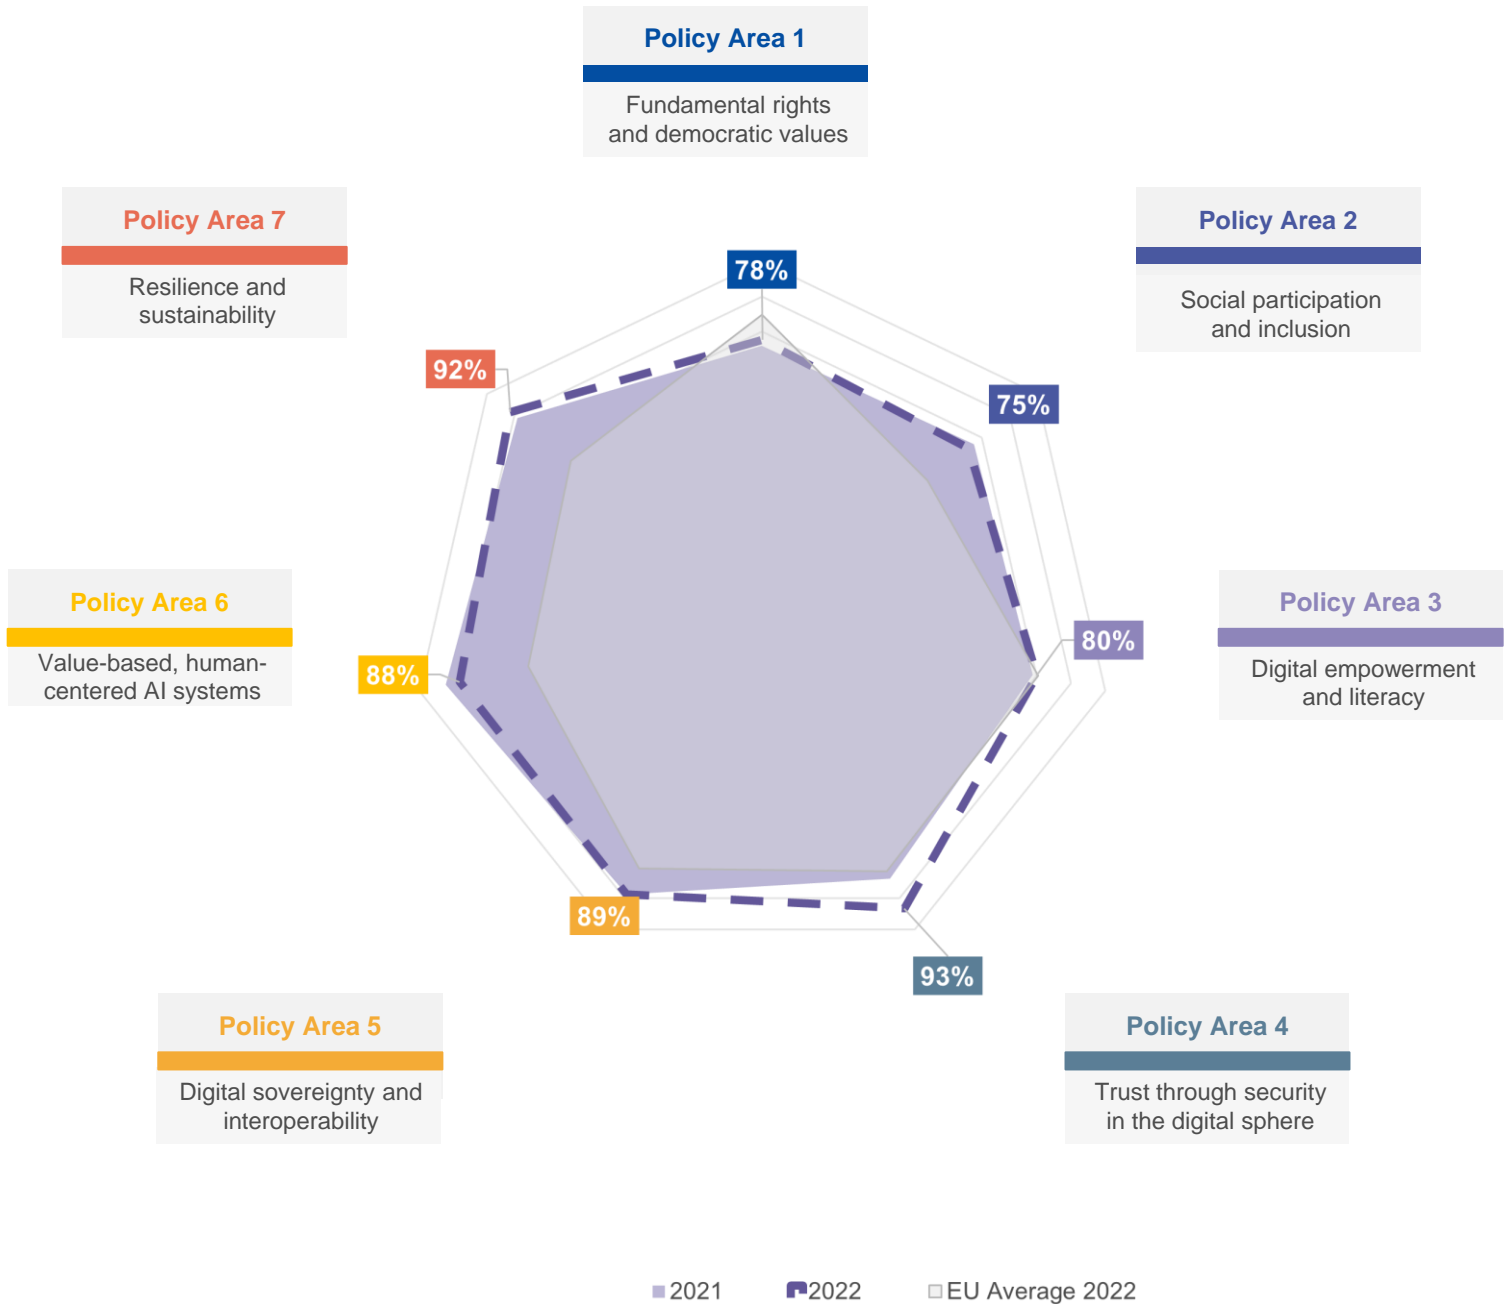 Policy Area 1
Fundamental rights
and democratic values
Policy Area 7
Resilience and
sustainability
Policy Area 2
Social participation
and inclusion
78%
92%
75%
Policy Area 6
Value-based, human-
centered AI systems
88%
80%
Policy Area 3
Digital empowerment
and literacy
89%
93%
Policy Area 5
Digital sovereignty and
interoperability
Policy Area 4
Trust through security
in the digital sphere
2021
2022
EU Average 2022